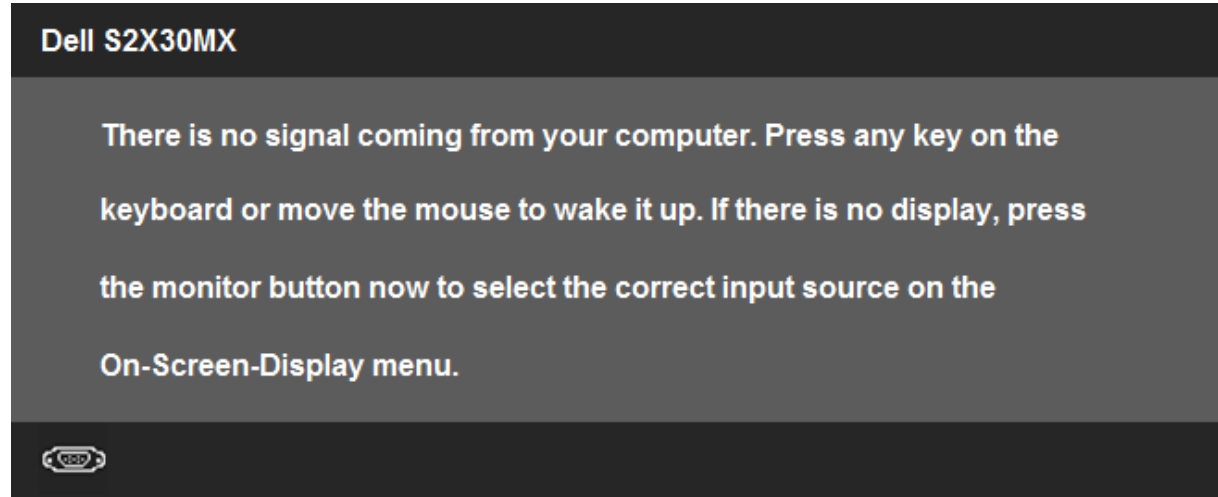 Dell S2X30MX
There is no signal coming from your computer. Press any key on the
keyboard or move the mouse to wake it up. If there is no display, press
the monitor button now to select the correct input source on the
On-Screen-Display menu.